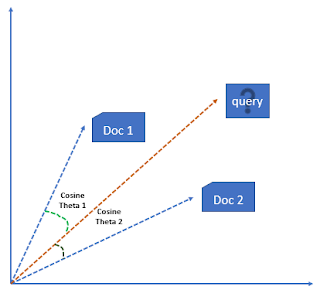 query
?
Doc 1
Cosine
Theta 1
Cosine
Theta 2
Doc 2